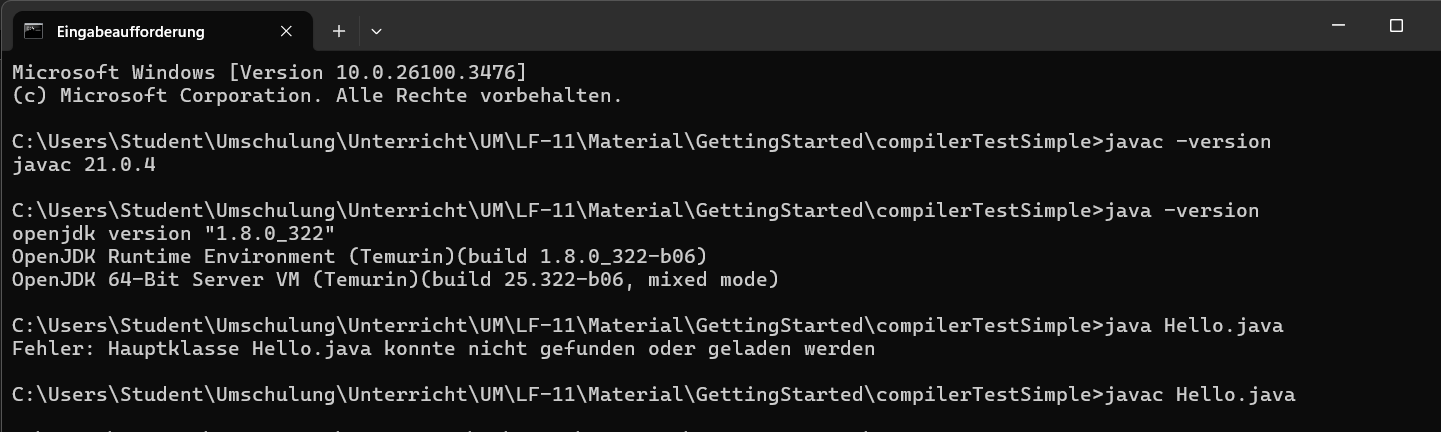 Eingabeaufforderung
Microsoft Windows [Version 10.0.26100.3476]
(c) Microsoft Corporation. Alle Rechte vorbehalten.
C:\Users\Student\Umschulung\Unterricht\UM\LF-11\Material\GettingStarted\compilerTestSimple>javac -version
javac 21.0.4
C:\Users\Student\Umschulung\Unterricht\UM\LF-11\Material\GettingStarted\compilerTestSimple>java -version
openjdk version "1.8.0_322"
OpenJDK Runtime Environment (Temurin)(build 1.8.0_322-b06)
OpenJDK 64-Bit Server VM (Temurin)(build 25.322-b06, mixed mode)
C:\Users\Student\Umschulung\Unterricht\UM\LF-11\Material\GettingStarted\compilerTestSimple>java Hello.java
Fehler: Hauptklasse Hello.java konnte nicht gefunden oder geladen werden
C:\Users\Student\Umschulung\Unterricht\UM\LF-11\Material\GettingStarted\compilerTestSimple>javac Hello.java